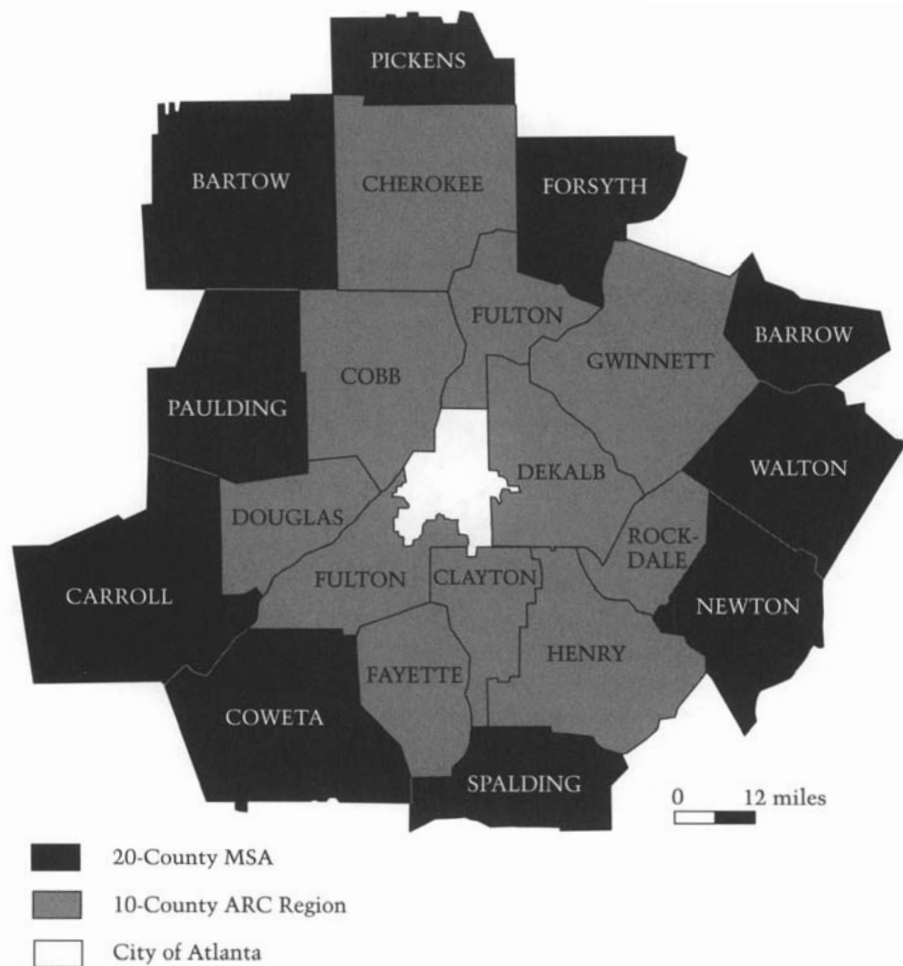 PICKENS
BARTOW
CHEROKEE
FORSYTH
FULTON
BARROW
GWINNETT
COBB
PAULDING
WALTON
DEKALB
DOUGLAS
ROCK-
DALE
FULTON
CLAYTON
CARROLL
NEWTON
HENRY
FAYETTE
COWETA
SPALDING
0 12 miles
20-County MSA
10-County ARC Region
City of Atlanta